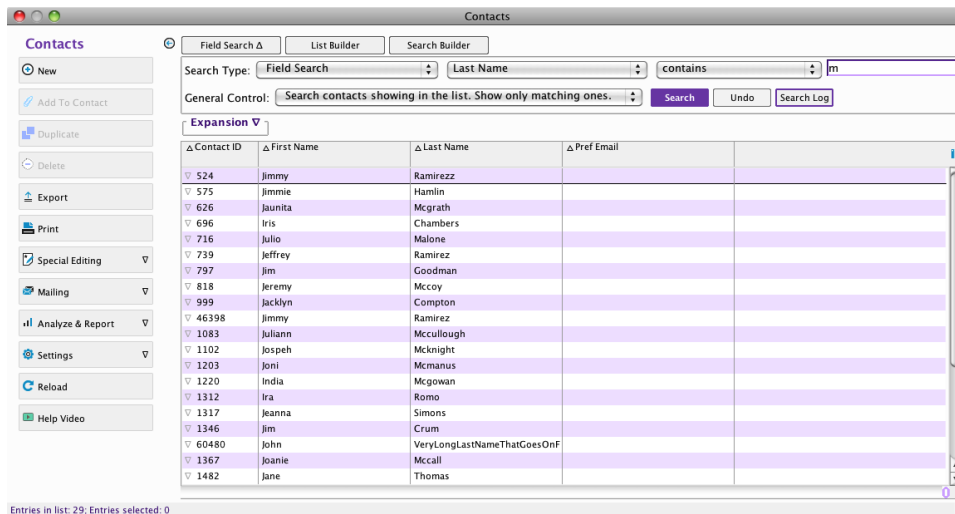 Contacts
Contacts
New
Add To Contact
Duplicate
Delete
Export
Print
Special Editing ∇
Mailing ∇
Analyze & Report ∇
Settings ∇
Reload
Help Video
Field Search Δ List Builder Search Builder
Search Type: Field Search Last Name contains m
General Control: Search contacts showing in the list. Show only matching ones. Search Undo Search Log
Expansion ∇
Δ Contact ID Δ First Name Δ Last Name Δ Pref Email
∇ 524 Jimmy Ramirezz
∇ 575 Jimmie Hamlin
∇ 626 Jaunita Mcgrath
∇ 696 Iris Chambers
∇ 716 Julio Malone
∇ 739 Jeffrey Ramirez
∇ 797 Jim Goodman
∇ 818 Jeremy Mccoy
∇ 999 Jacklyn Compton
∇ 46398 Jimmy Ramirez
∇ 1083 Juliann Mccullough
∇ 1102 Jospeh Mcknight
∇ 1203 Joni Mcmanus
∇ 1220 India Mcgowan
∇ 1312 Ira Romo
∇ 1317 Jeanna Simons
∇ 1346 Jim Crum
∇ 60480 John VeryLongLastNameThatGoesOnF
∇ 1367 Joanie Mccall
∇ 1482 Jane Thomas
0
Entries in list: 29; Entries selected: 0